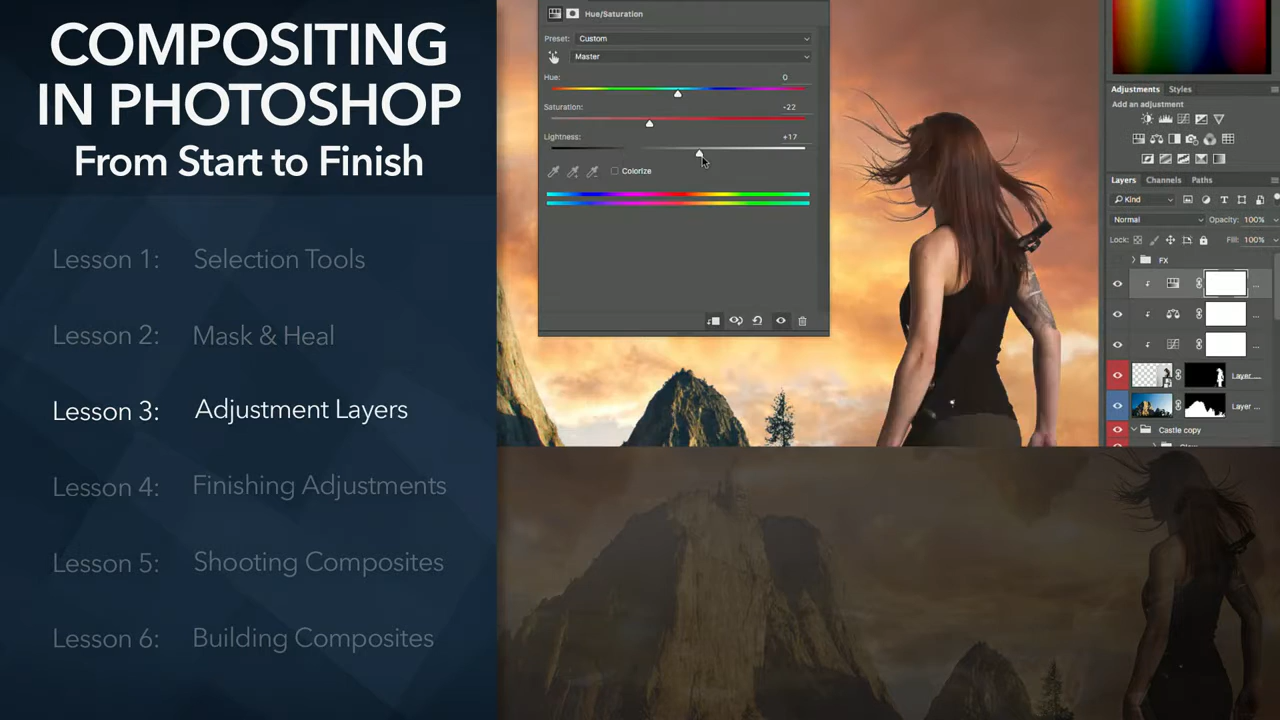 COMPOSITING
IN PHOTOSHOP
From Start to Finish
Lesson 1: Selection Tools
Lesson 2: Mask & Heal
Lesson 3: Adjustment Layers
Lesson 4: Finishing Adjustments
Lesson 5: Shooting Composites
Lesson 6: Building Composites
Hue/Saturation
Preset: Custom
Master
Hue: 0
Saturation: -22
Lightness: +17
Colorize
Adjustments Styles
Add an adjustment
Layers Channels Paths
Kind
Normal Opacity: 100%
Lock: Fill: 100%
FX
...
...
...
Layer ...
Layer ...
Castle copy